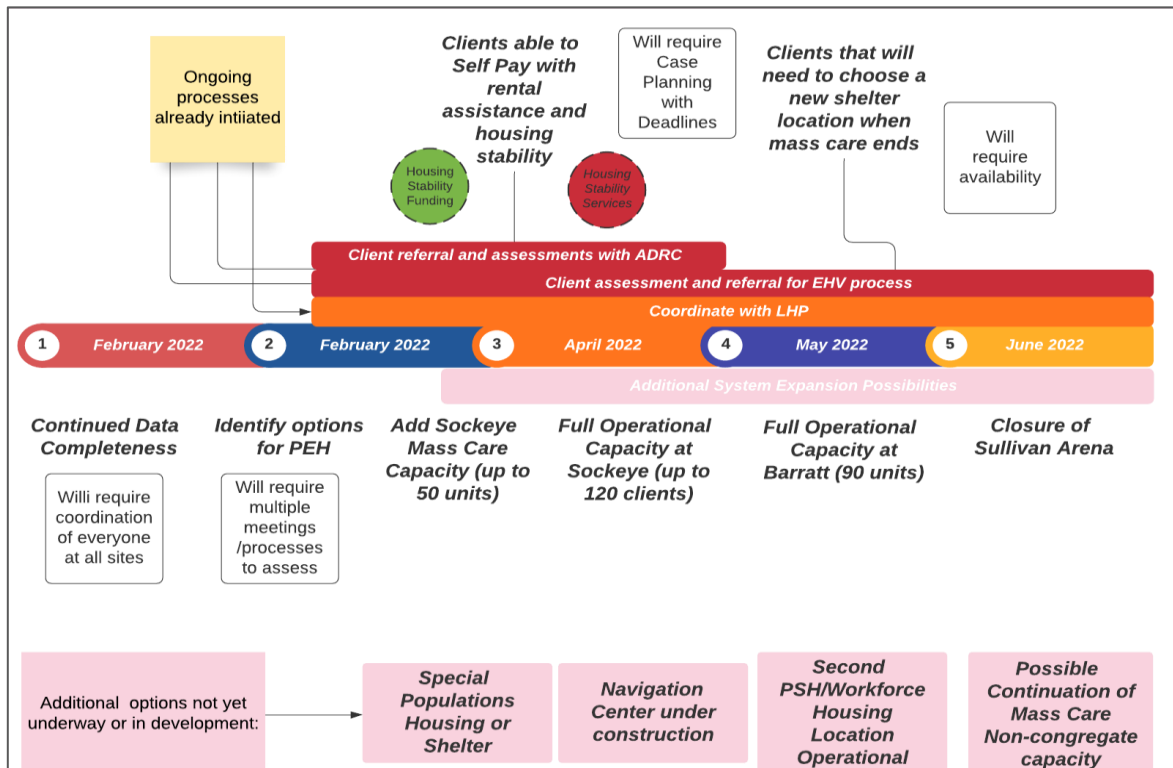 Ongoing
processes
already intiiated
Clients able to
Self Pay with
rental
assistance and
housing
stability
Will require
Case
Planning
with
Deadlines
Clients that will
need to choose a
new shelter
location when
mass care ends
Will
require
availability
Housing
Stability
Funding
Housing
Stability
Services
Client referral and assessments with ADRC
Client assessment and referral for EHV process
Coordinate with LHP
1 February 2022
2 February 2022
3 April 2022
4 May 2022
5 June 2022
Additional System Expansion Possibilities
Continued Data
Completeness
Willi require
coordination
of everyone
at all sites
Identify options
for PEH
Will require
multiple
meetings
/processes
to assess
Add Sockeye
Mass Care
Capacity (up to
50 units)
Full Operational
Capacity at
Sockeye (up to
120 clients)
Full Operational
Capacity at
Barratt (90 units)
Closure of
Sullivan Arena
Additional options not yet
underway or in development:
Special
Populations
Housing or
Shelter
Navigation
Center under
construction
Second
PSH/Workforce
Housing
Location
Operational
Possible
Continuation of
Mass Care
Non-congregate
capacity